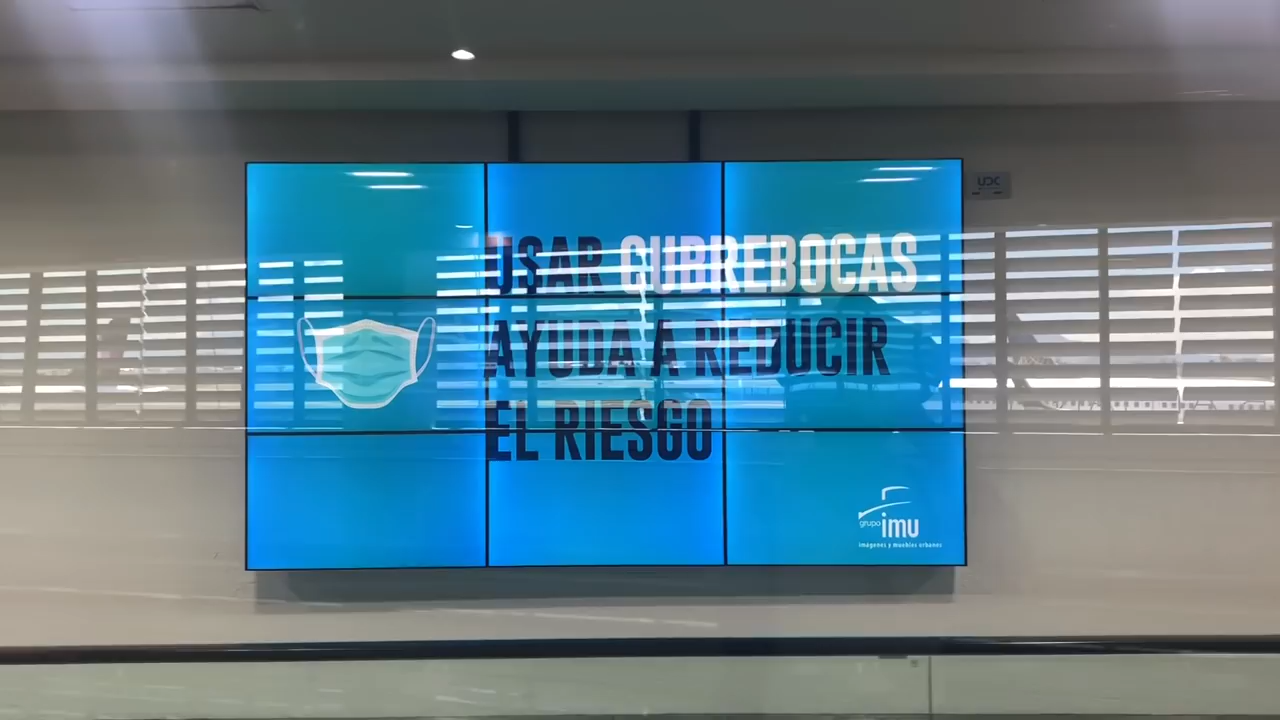 USAR CUBREBOCAS
AYUDA A REDUCIR
EL RIESGO
grupo imu
imágenes y muebles urbanos
UDC